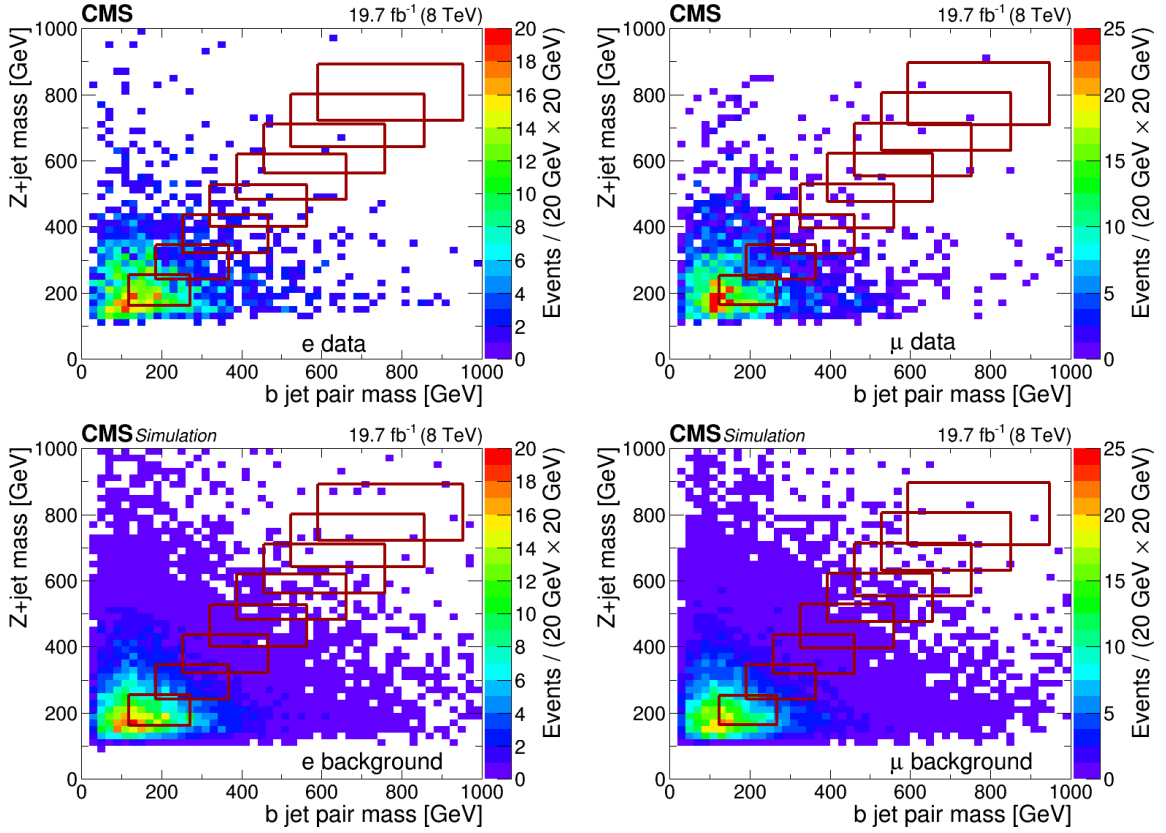 CMS 19.7 fb⁻¹ (8 TeV)
Z+jet mass [GeV]
1000
800
600
400
200
0
0 200 400 600 800 1000
b jet pair mass [GeV]
e data
20
18
16
14
12
10
8
6
4
2
0
Events / (20 GeV × 20 GeV)
CMS 19.7 fb⁻¹ (8 TeV)
Z+jet mass [GeV]
1000
800
600
400
200
0
0 200 400 600 800 1000
b jet pair mass [GeV]
μ data
25
20
15
10
5
0
Events / (20 GeV × 20 GeV)
CMS Simulation 19.7 fb⁻¹ (8 TeV)
Z+jet mass [GeV]
1000
800
600
400
200
0
0 200 400 600 800 1000
b jet pair mass [GeV]
e background
20
18
16
14
12
10
8
6
4
2
0
Events / (20 GeV × 20 GeV)
CMS Simulation 19.7 fb⁻¹ (8 TeV)
Z+jet mass [GeV]
1000
800
600
400
200
0
0 200 400 600 800 1000
b jet pair mass [GeV]
μ background
25
20
15
10
5
0
Events / (20 GeV × 20 GeV)